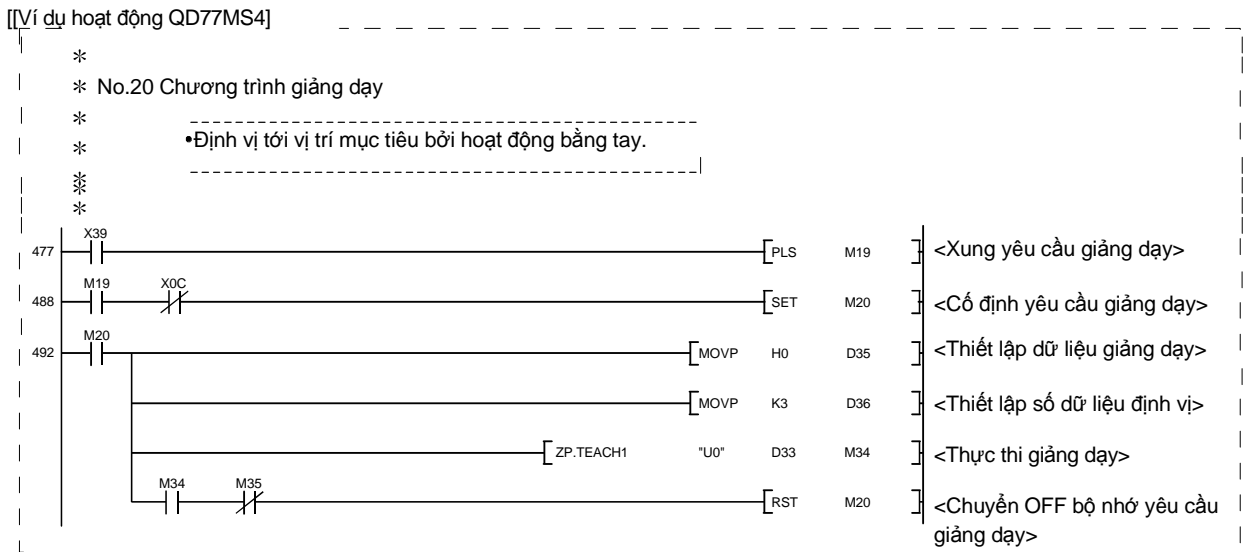 [[Ví dụ hoạt động QD77MS4]
*
* No.20 Chương trình giảng dạy
*
* •Định vị tới vị trí mục tiêu bởi hoạt động bằng tay.
*
*
*
X39
477 PLS M19 <Xung yêu cầu giảng dạy>
M19 X0C
488 SET M20 <Cố định yêu cầu giảng dạy>
M20
492 MOVP H0 D35 <Thiết lập dữ liệu giảng dạy>
MOVP K3 D36 <Thiết lập số dữ liệu định vị>
ZP.TEACH1 "U0" D33 M34 <Thực thi giảng dạy>
M34 M35
RST M20 <Chuyển OFF bộ nhớ yêu cầu
giảng dạy>